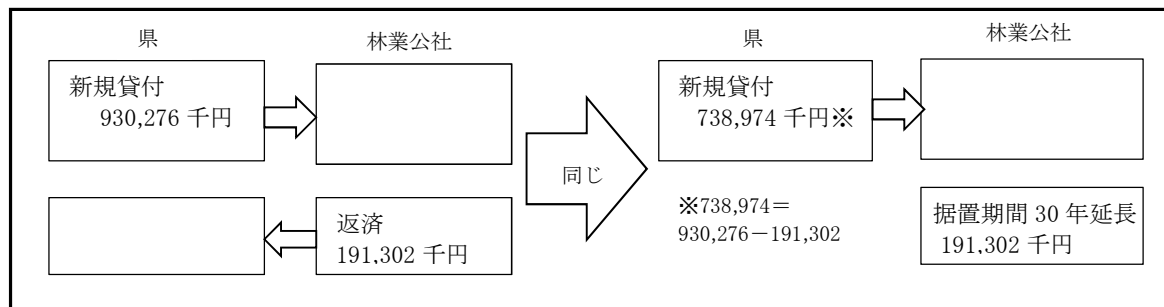 県
林業公社
新規貸付
930,276 千円
返済
191,302 千円
同じ
県
林業公社
新規貸付
738,974 千円※
※738,974＝
930,276－191,302
据置期間 30 年延長
191,302 千円